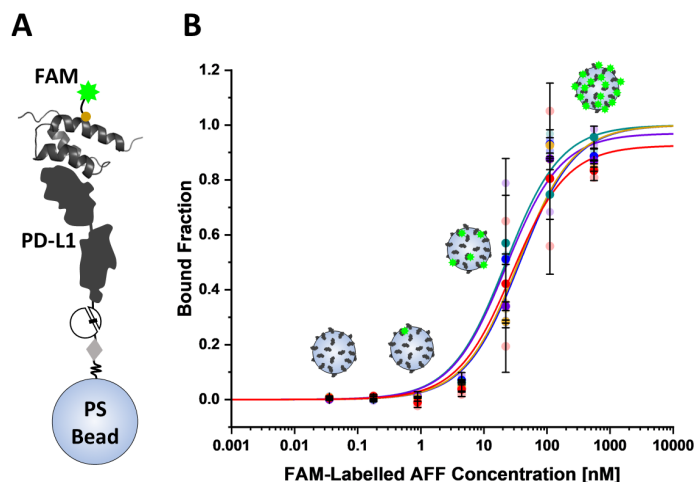 A
FAM
PD-L1
PS
Bead
B
Bound Fraction
1.2
1.0
0.8
0.6
0.4
0.2
0.0
0.001
0.01
0.1
1
10
100
1000
10000
FAM-Labelled AFF Concentration [nM]